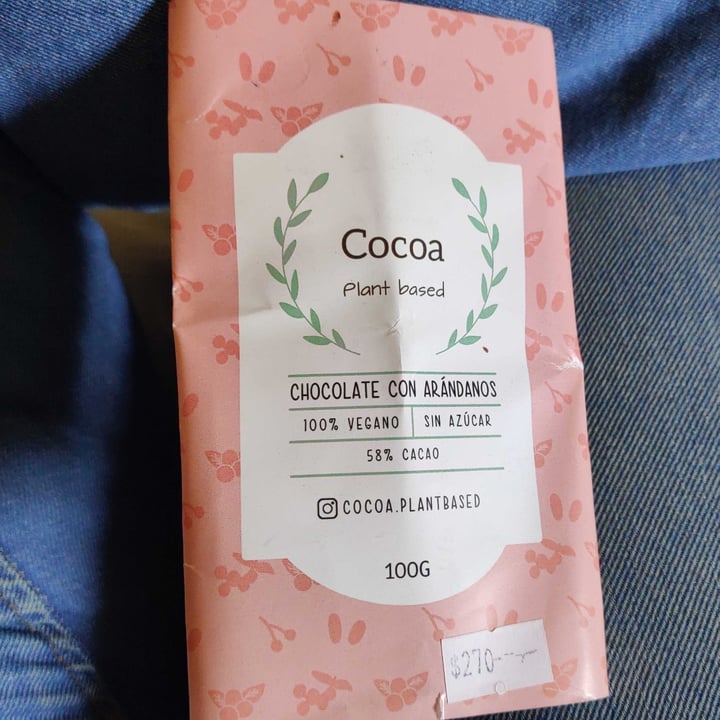 Cocoa
Plant based
CHOCOLATE CON ARÁNDANOS
100% VEGANO SIN AZÚCAR
58% CACAO
COCOA.PLANTBASED
100G
$270